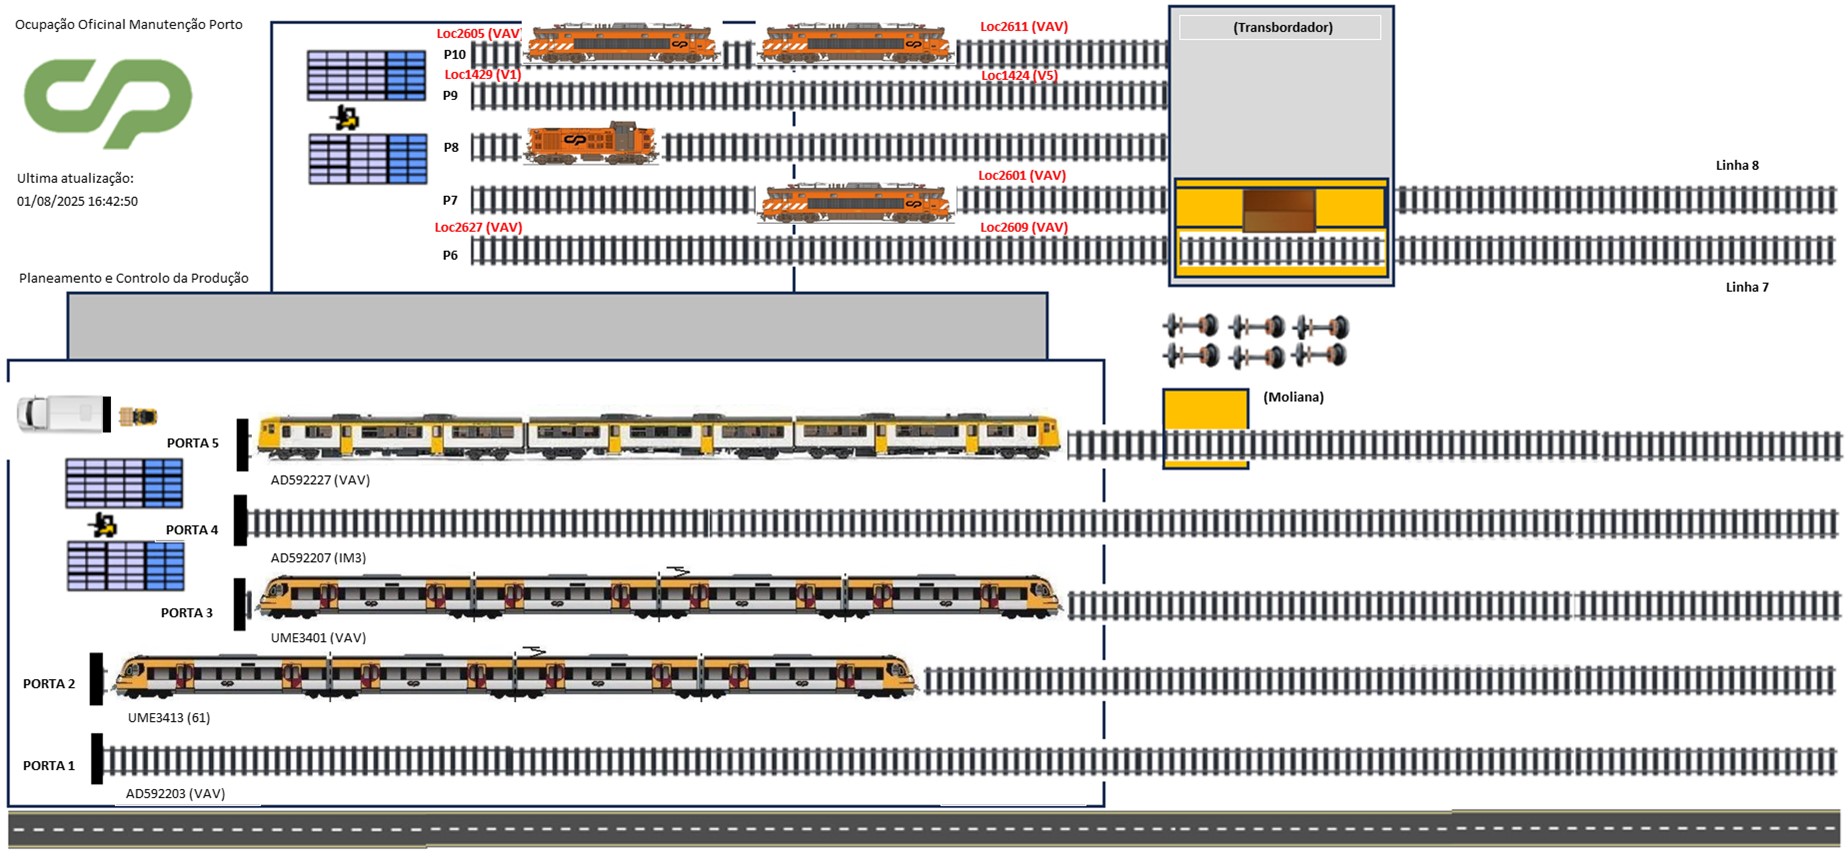 Ocupação Oficinal Manutenção Porto
Ultima atualização:
01/08/2025 16:42:50
Planeamento e Controlo da Produção
Loc2605 (VAV)
Loc2611 (VAV)
P10
Loc1429 (V1)
Loc1424 (V5)
P9
P8
Loc2601 (VAV)
P7
Loc2627 (VAV)
Loc2609 (VAV)
P6
(Transbordador)
Linha 8
Linha 7
(Moliana)
PORTA 5
AD592227 (VAV)
PORTA 4
AD592207 (IM3)
PORTA 3
UME3401 (VAV)
PORTA 2
UME3413 (61)
PORTA 1
AD592203 (VAV)